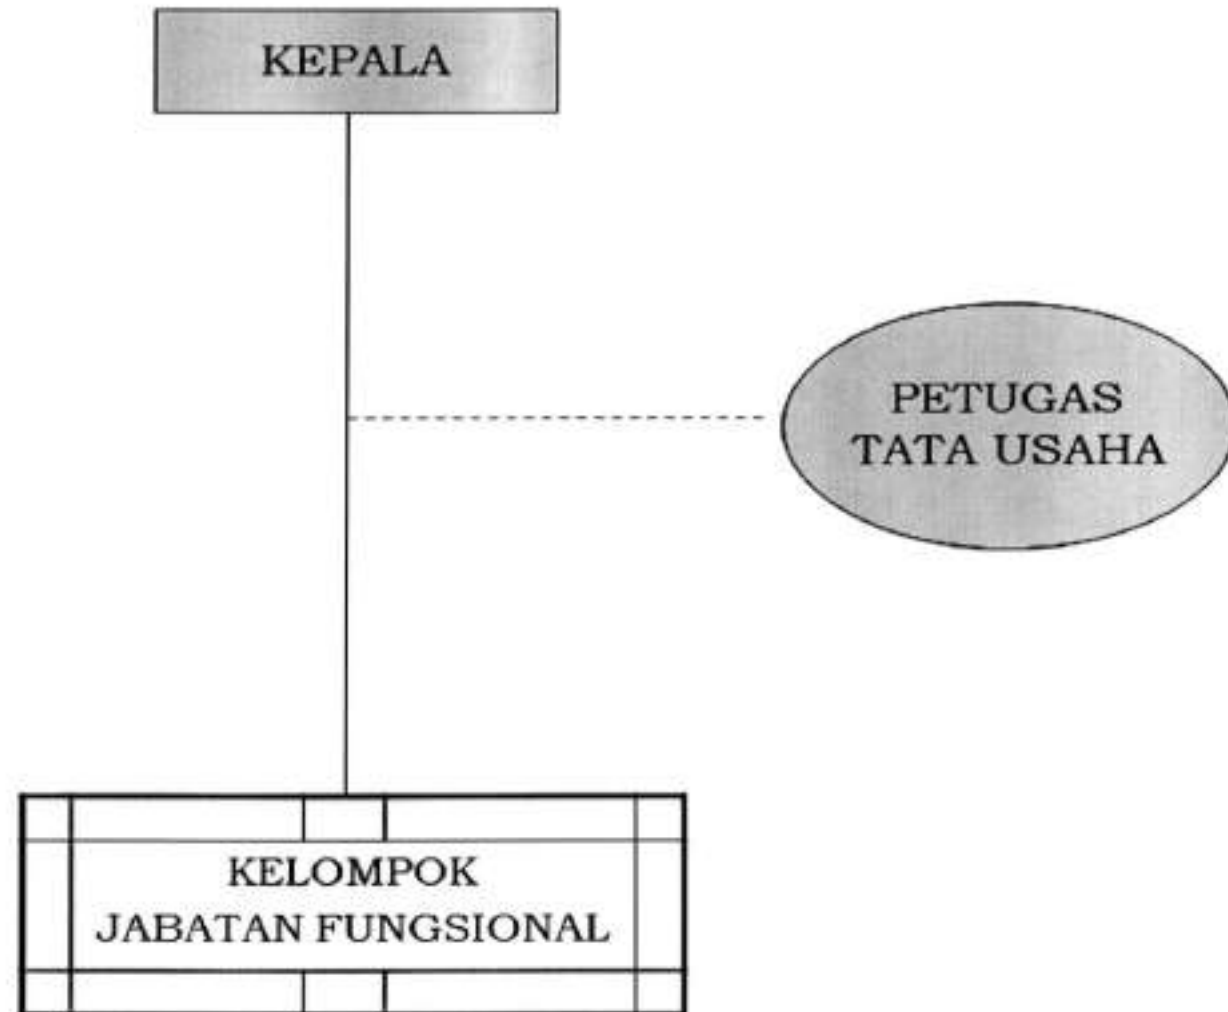 KEPALA
PETUGAS
TATA USAHA
KELOMPOK
JABATAN FUNGSIONAL